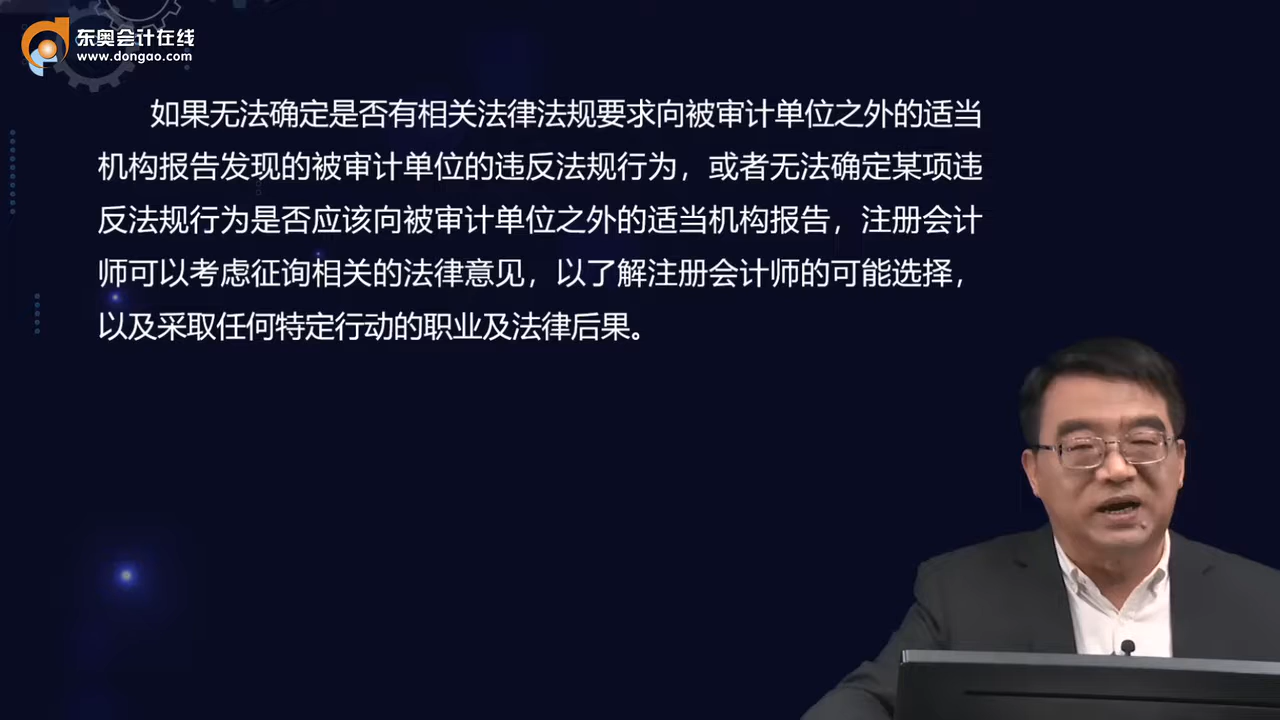 东奥会计在线
www.dongao.com
如果无法确定是否有相关法律法规要求向被审计单位之外的适当
机构报告发现的被审计单位的违反法规行为，或者无法确定某项违
反法规行为是否应该向被审计单位之外的适当机构报告，注册会计
师可以考虑征询相关的法律意见，以了解注册会计师的可能选择，
以及采取任何特定行动的职业及法律后果。